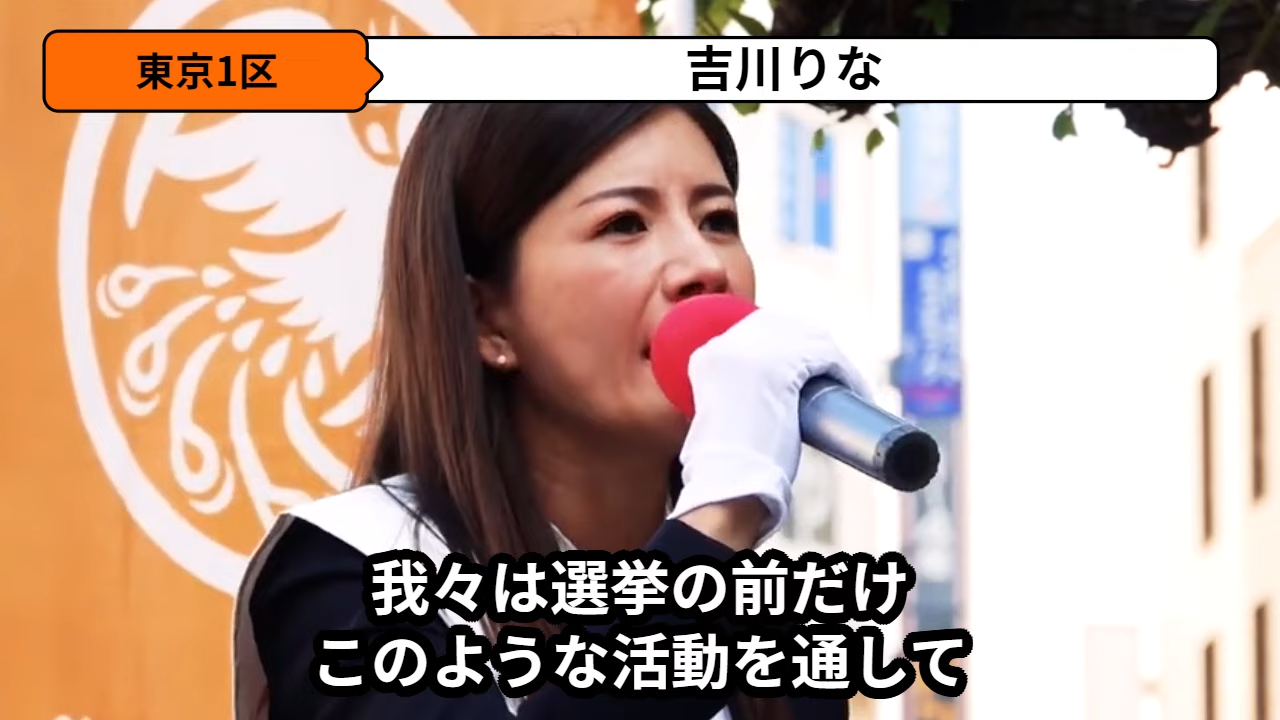 東京1区
吉川りな
我々は選挙の前だけ
このような活動を通して